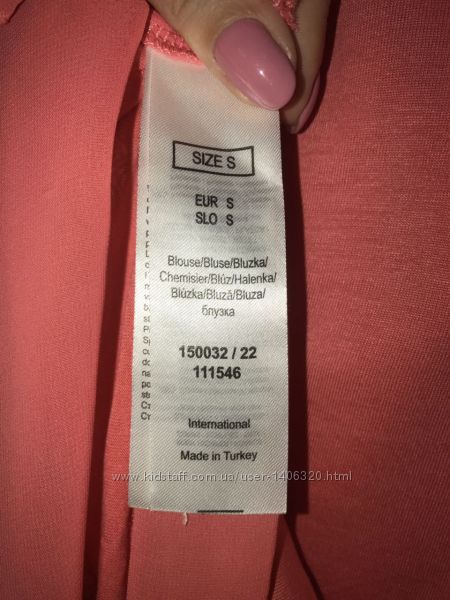 SIZE S
EUR S
SLO S
Blouse/Bluse/Bluzka/
Chemisier/Blúz/Halenka/
Blúzka/Bluză/Bluza/
блузка
150032 / 22
111546
International
Made in Turkey
www.kidstaff.com.ua/user-1406320.html